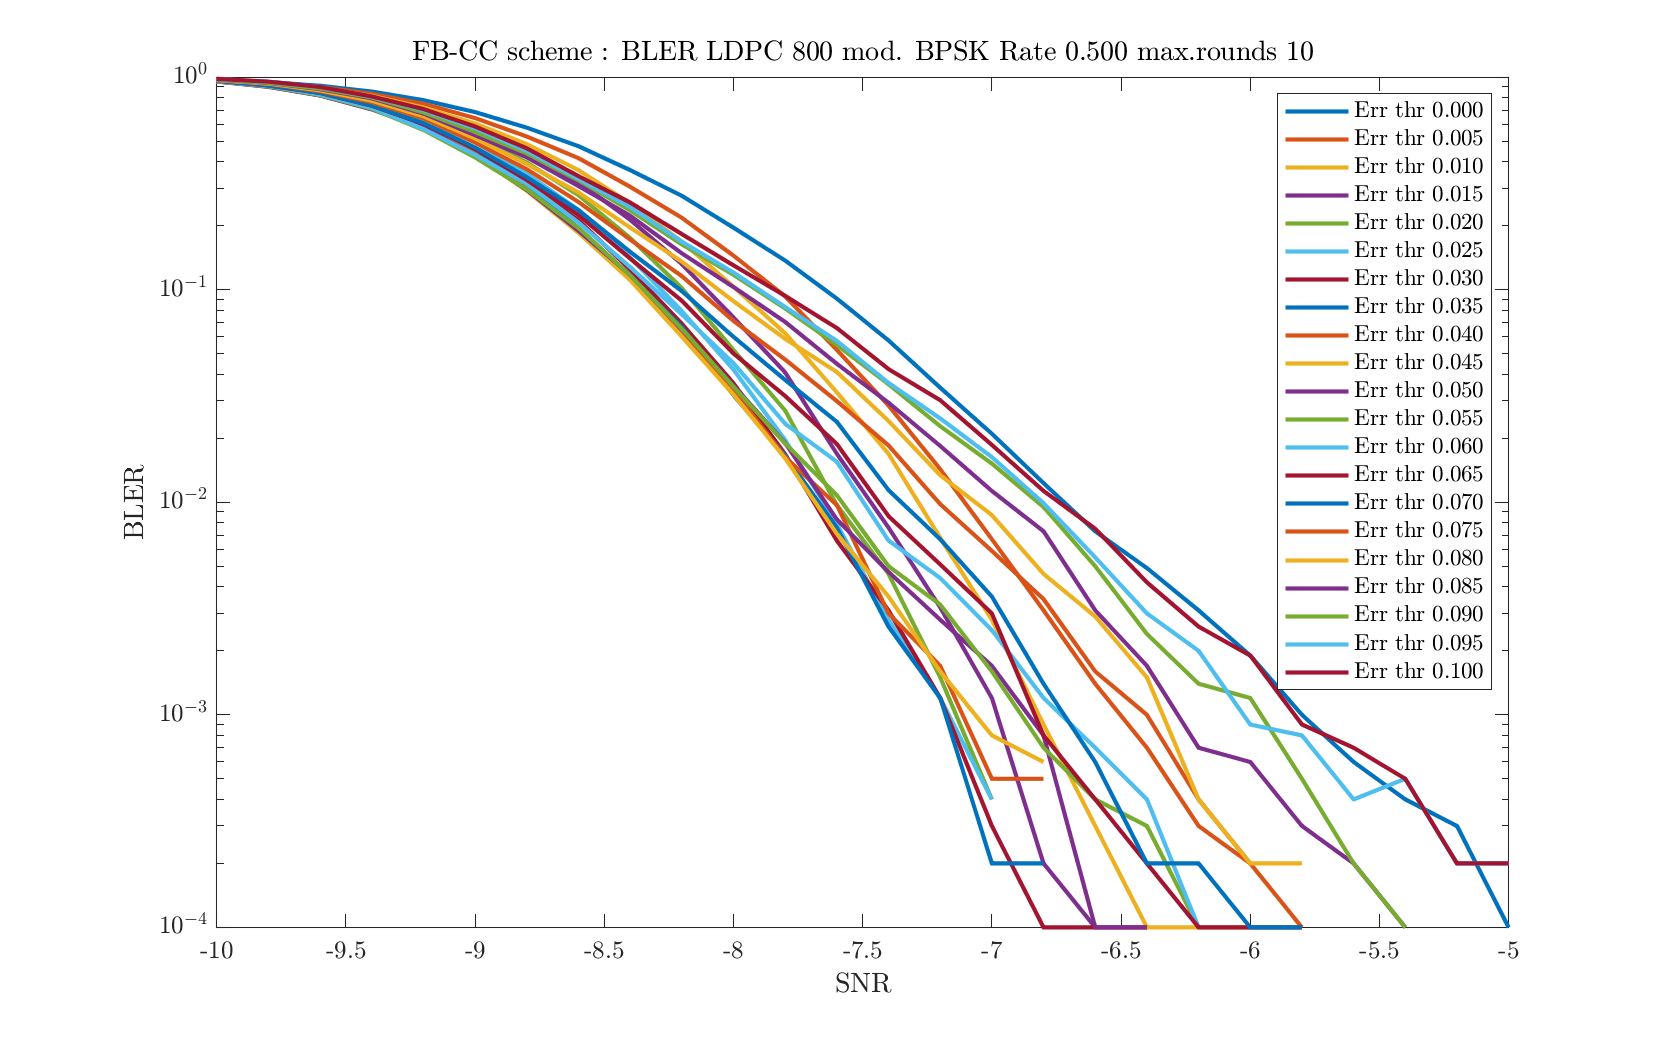 FB-CC scheme : BLER LDPC 800 mod. BPSK Rate 0.500 max.rounds 10
10^0
10^-1
10^-2
10^-3
10^-4
BLER
Err thr 0.000
Err thr 0.005
Err thr 0.010
Err thr 0.015
Err thr 0.020
Err thr 0.025
Err thr 0.030
Err thr 0.035
Err thr 0.040
Err thr 0.045
Err thr 0.050
Err thr 0.055
Err thr 0.060
Err thr 0.065
Err thr 0.070
Err thr 0.075
Err thr 0.080
Err thr 0.085
Err thr 0.090
Err thr 0.095
Err thr 0.100
-10 -9.5 -9 -8.5 -8 -7.5 -7 -6.5 -6 -5.5 -5
SNR